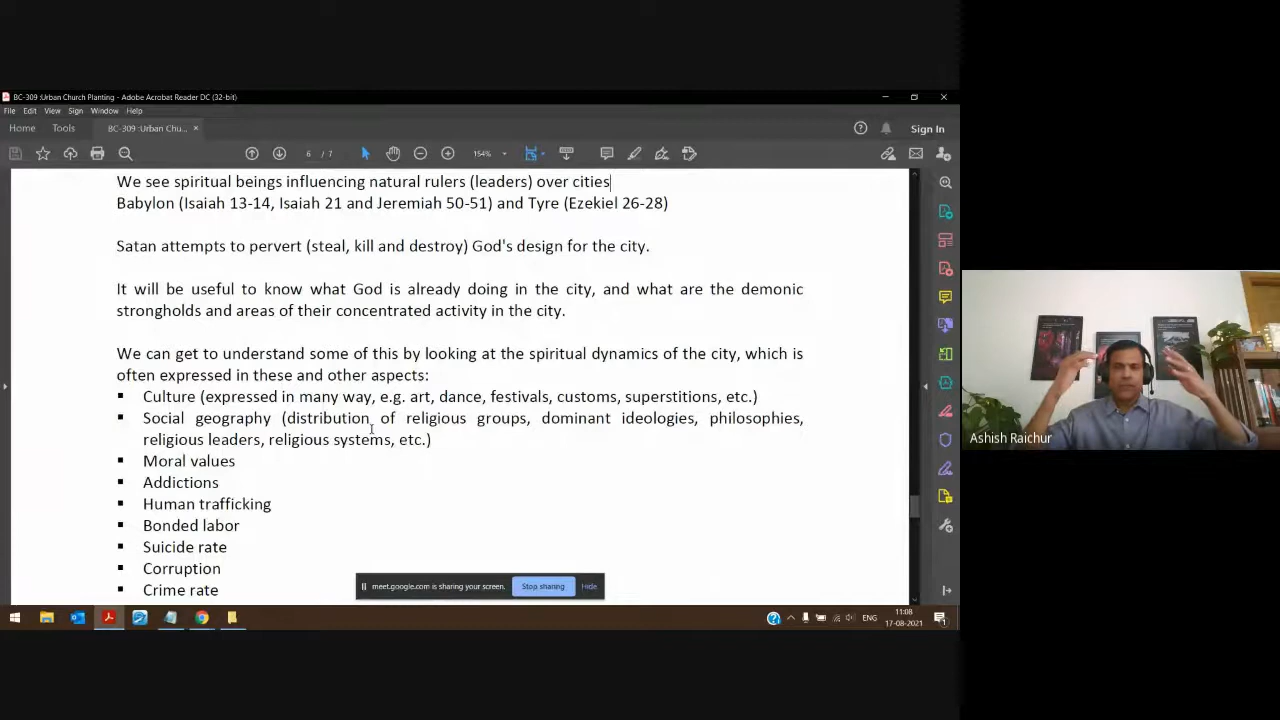 BC-309 :Urban Church Planting - Adobe Acrobat Reader DC (32-bit)
File Edit View Sign Window Help
Home Tools BC-309 :Urban Chu... × Sign In
6 / 7 154%
We see spiritual beings influencing natural rulers (leaders) over cities
Babylon (Isaiah 13-14, Isaiah 21 and Jeremiah 50-51) and Tyre (Ezekiel 26-28)
Satan attempts to pervert (steal, kill and destroy) God's design for the city.
It will be useful to know what God is already doing in the city, and what are the demonic
strongholds and areas of their concentrated activity in the city.
We can get to understand some of this by looking at the spiritual dynamics of the city, which is
often expressed in these and other aspects:
▪ Culture (expressed in many way, e.g. art, dance, festivals, customs, superstitions, etc.)
▪ Social geography (distribution of religious groups, dominant ideologies, philosophies,
religious leaders, religious systems, etc.)
▪ Moral values
▪ Addictions
▪ Human trafficking
▪ Bonded labor
▪ Suicide rate
▪ Corruption
▪ Crime rate
meet.google.com is sharing your screen. Stop sharing Hide
ENG
11:08
17-08-2021
Ashish Raichur